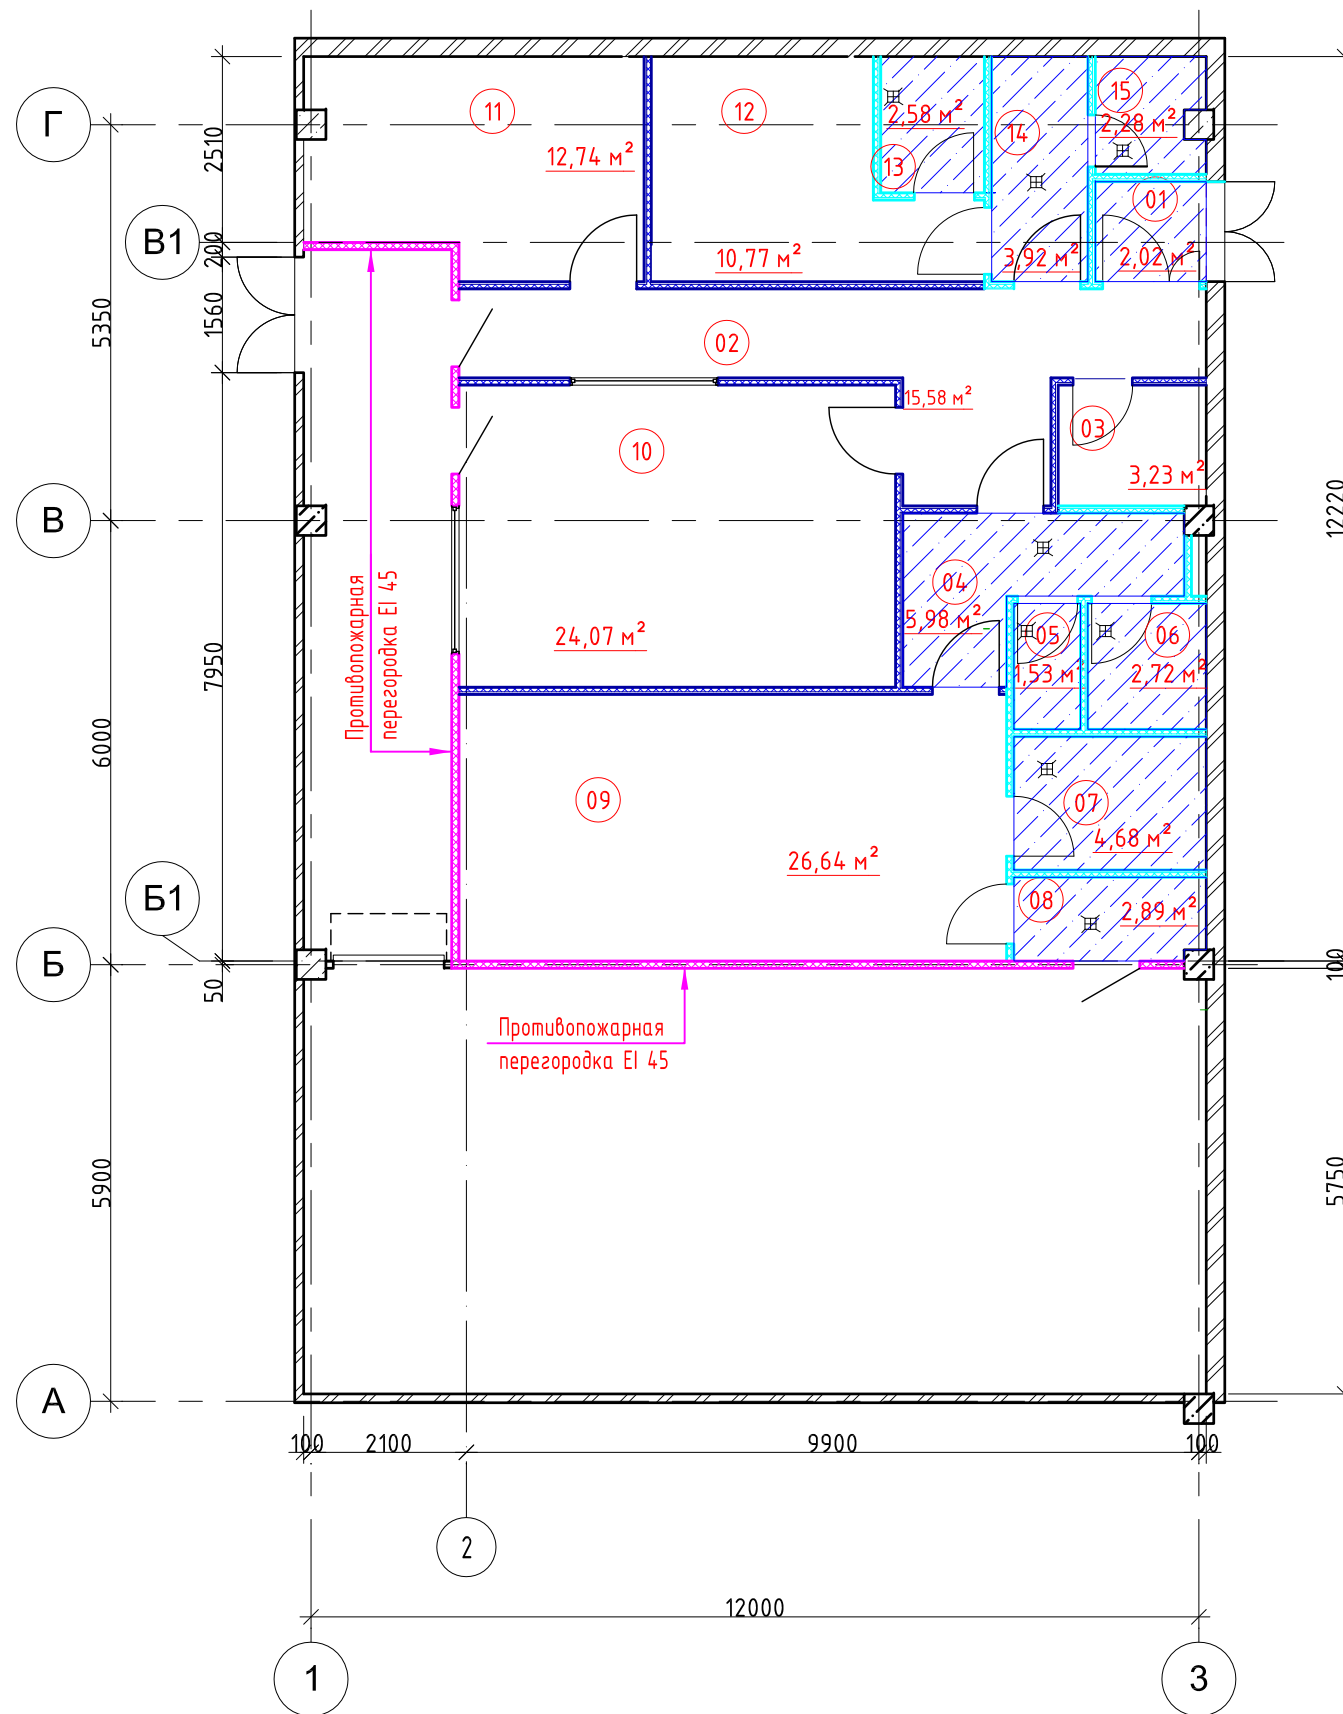 11
12
15
Г
2510
2,58 м²
2,28 м²
14
12,74 м²
13
01
В1
200
10,77 м²
3,92 м²
2,02 м²
5350
1560
02
15,58 м²
03
10
3,23 м²
В
12220
Противопожарная
перегородка EI 45
04
5,98 м²
05
06
24,07 м²
1,53 м²
2,72 м²
7950
6000
09
07
4,68 м²
26,64 м²
Б1
08
2,89 м²
Б
50
100
Противопожарная
перегородка EI 45
5900
5750
А
100
2100
9900
100
2
12000
1
3